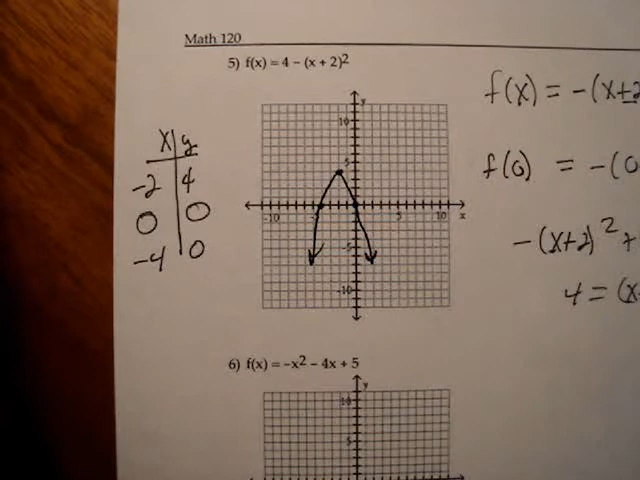 Math 120
5) f(x) = 4 − (x + 2)²
f(x) = -(x+2
f(0) = -(0
-(x+2)² +
4 = (x
x y
-2 4
0 0
-4 0
y
10
5
-10 5 10 x
-5
-10
6) f(x) = −x² − 4x + 5
y
10
5